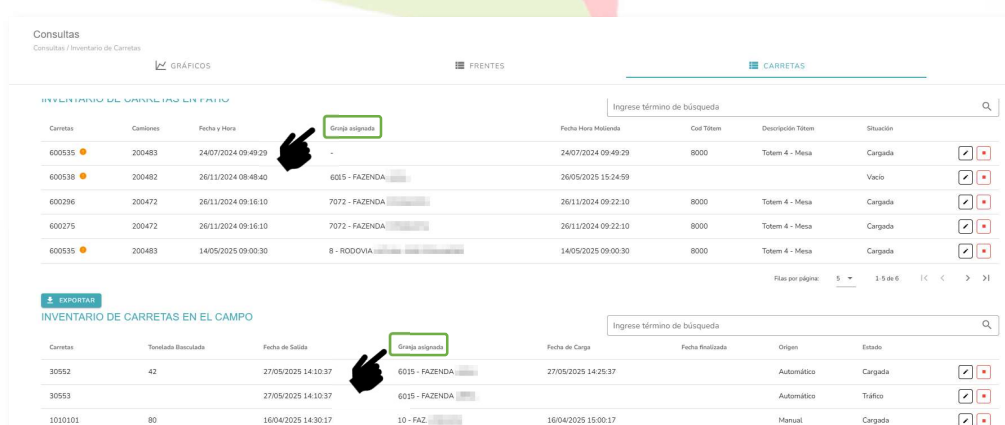 Consultas
Consultas / Inventario de Carretas
GRÁFICOS FRENTES CARRETAS
INVENTARIO DE CARRETAS EN PATIO
Ingrese término de búsqueda
Carretas Camiones Fecha y Hora Granja asignada Fecha Hora Molienda Cod Tótem Descripción Tótem Situación
600535 200483 24/07/2024 09:49:29 - 24/07/2024 09:49:29 8000 Totem 4 - Mesa Cargada
600538 200482 26/11/2024 08:48:40 6015 - FAZENDA 26/05/2025 15:24:59 Vacío
600296 200472 26/11/2024 09:16:10 7072 - FAZENDA 26/11/2024 09:22:10 8000 Totem 4 - Mesa Cargada
600275 200472 26/11/2024 09:16:10 7072 - FAZENDA 26/11/2024 09:22:10 8000 Totem 4 - Mesa Cargada
600535 200483 14/05/2025 09:00:30 8 - RODOVIA 14/05/2025 09:00:30 8000 Totem 4 - Mesa Cargada
Filas por página: 5 1-5 de 6
EXPORTAR
INVENTARIO DE CARRETAS EN EL CAMPO
Ingrese término de búsqueda
Carretas Tonelada Basculada Fecha de Salida Granja asignada Fecha de Carga Fecha finalizada Origen Estado
30552 42 27/05/2025 14:10:37 6015 - FAZENDA 27/05/2025 14:25:37 Automático Cargada
30553 27/05/2025 14:10:37 6015 - FAZENDA Automático Tráfico
1010101 80 16/04/2025 14:30:17 10 - FAZ. 16/04/2025 15:00:17 Manual Cargada